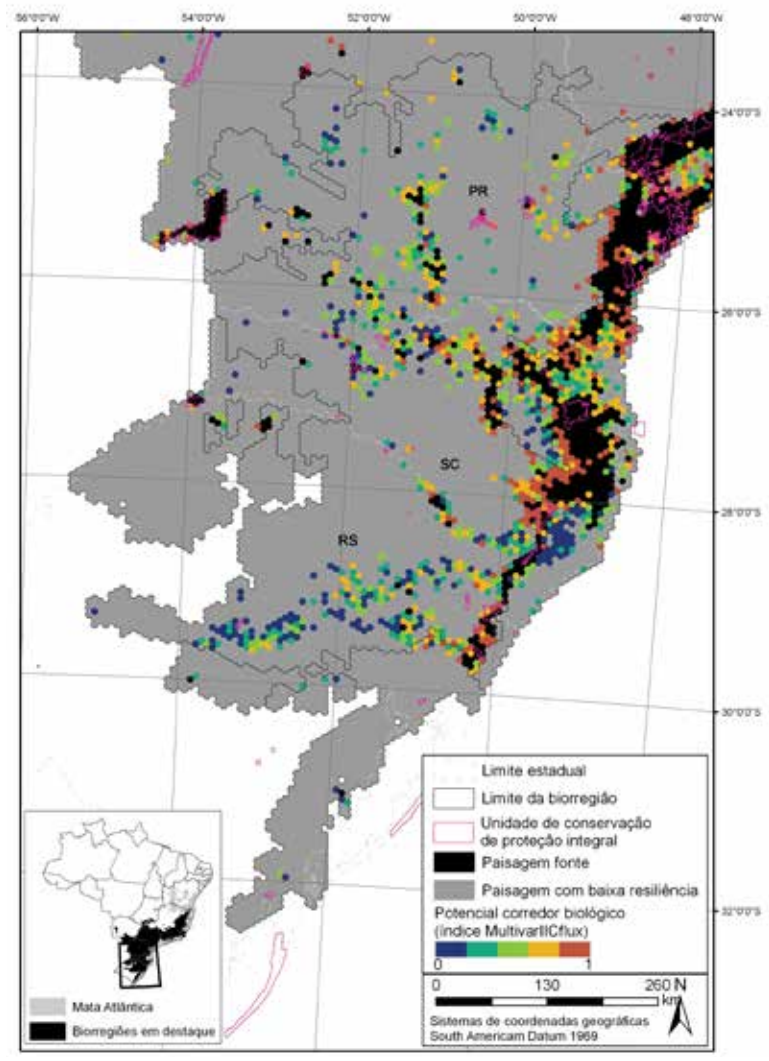 56°0'0"W 54°0'0"W 52°0'0"W 50°0'0"W 48°0'0"W
24°0'0"S
PR
26°0'0"S
SC
28°0'0"S
RS
30°0'0"S
Limite estadual
Limite da biorregião
Unidade de conservação
de proteção integral
Paisagem fonte
Paisagem com baixa resiliência
32°0'0"S
Potencial corredor biológico
(índice MultivarIICflux)
0 1
0 130 260 N
km
Sistemas de coordenadas geográficas
South Americam Datum 1969
Mata Atlântica
Biorregiões em destaque